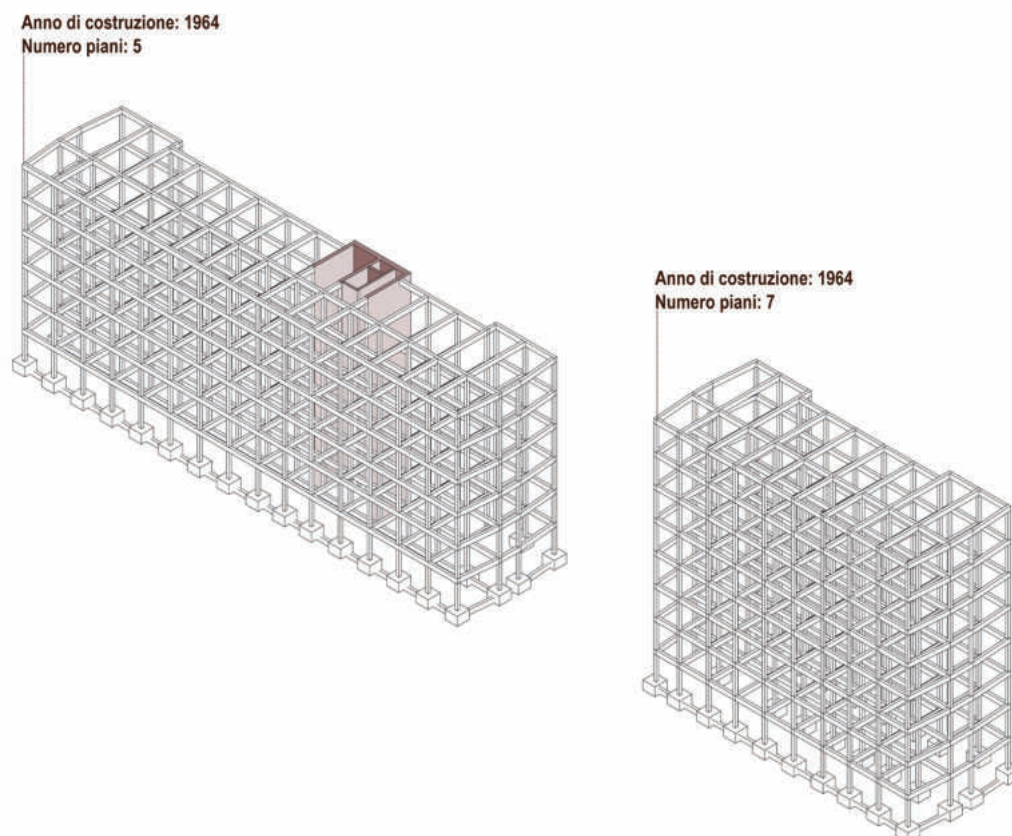 Anno di costruzione: 1964
Numero piani: 5
Anno di costruzione: 1964
Numero piani: 7